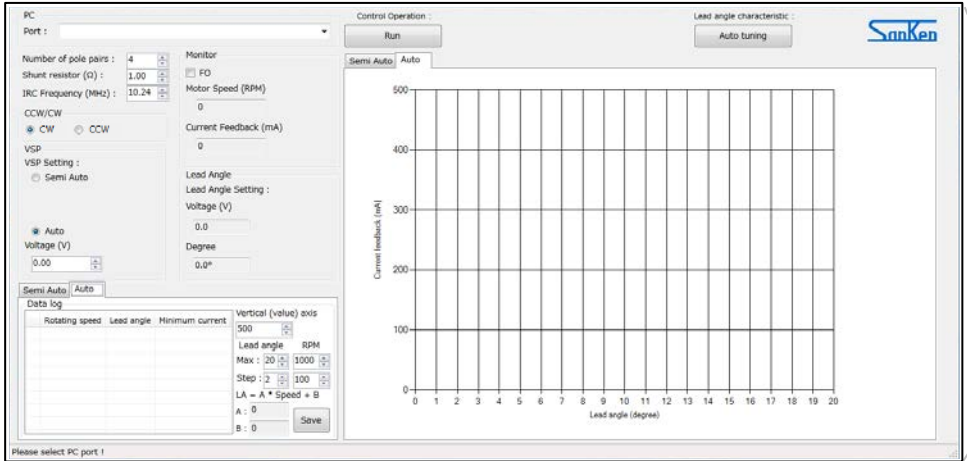 PC
Port :
Control Operation :
Run
Lead angle characteristic :
Auto tuning
SanKen
Number of pole pairs : 4
Shunt resistor (Ω) : 1.00
IRC Frequency (MHz) : 10.24
CCW/CW
CW CCW
VSP
VSP Setting :
Semi Auto
Auto
Voltage (V)
0.00
Monitor
FO
Motor Speed (RPM)
0
Current Feedback (mA)
0
Lead Angle
Lead Angle Setting :
Voltage (V)
0.0
Degree
0.0°
Semi Auto Auto
Data log
Rotating speed Lead angle Minimum current
Vertical (value) axis
500
Lead angle RPM
Max : 20 1000
Step : 2 100
LA = A * Speed + B
A : 0
B : 0
Save
Semi Auto Auto
500
400
300
200
100
0
Current feedback (mA)
0 1 2 3 4 5 6 7 8 9 10 11 12 13 14 15 16 17 18 19 20
Lead angle (degree)
Please select PC port !